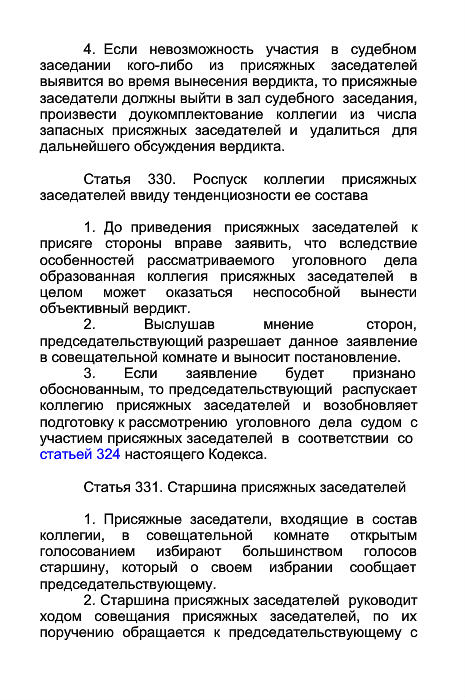 4. Если невозможность участия в судебном
заседании кого-либо из присяжных заседателей
выявится во время вынесения вердикта, то присяжные
заседатели должны выйти в зал судебного заседания,
произвести доукомплектование коллегии из числа
запасных присяжных заседателей и удалиться для
дальнейшего обсуждения вердикта.
Статья 330. Роспуск коллегии присяжных
заседателей ввиду тенденциозности ее состава
1. До приведения присяжных заседателей к
присяге стороны вправе заявить, что вследствие
особенностей рассматриваемого уголовного дела
образованная коллегия присяжных заседателей в
целом может оказаться неспособной вынести
объективный вердикт.
2. Выслушав мнение сторон,
председательствующий разрешает данное заявление
в совещательной комнате и выносит постановление.
3. Если заявление будет признано
обоснованным, то председательствующий распускает
коллегию присяжных заседателей и возобновляет
подготовку к рассмотрению уголовного дела судом с
участием присяжных заседателей в соответствии со
статьей 324 настоящего Кодекса.
Статья 331. Старшина присяжных заседателей
1. Присяжные заседатели, входящие в состав
коллегии, в совещательной комнате открытым
голосованием избирают большинством голосов
старшину, который о своем избрании сообщает
председательствующему.
2. Старшина присяжных заседателей руководит
ходом совещания присяжных заседателей, по их
поручению обращается к председательствующему с